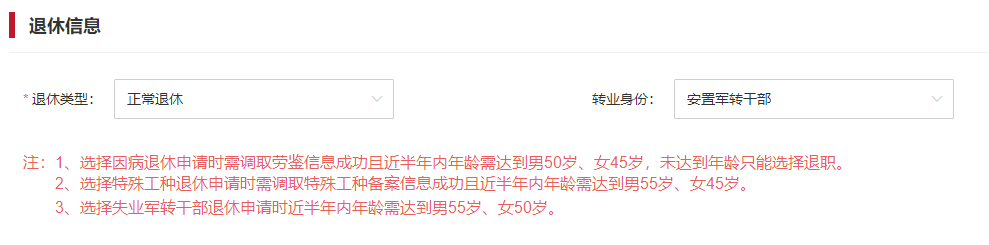 退休信息
* 退休类型： 正常退休 转业身份： 安置军转干部
注：1、选择因病退休申请时需调取劳鉴信息成功且近半年内年龄需达到男50岁、女45岁，未达到年龄只能选择退职。
2、选择特殊工种退休申请时需调取特殊工种备案信息成功且近半年内年龄需达到男55岁、女45岁。
3、选择失业军转干部退休申请时近半年内年龄需达到男55岁、女50岁。